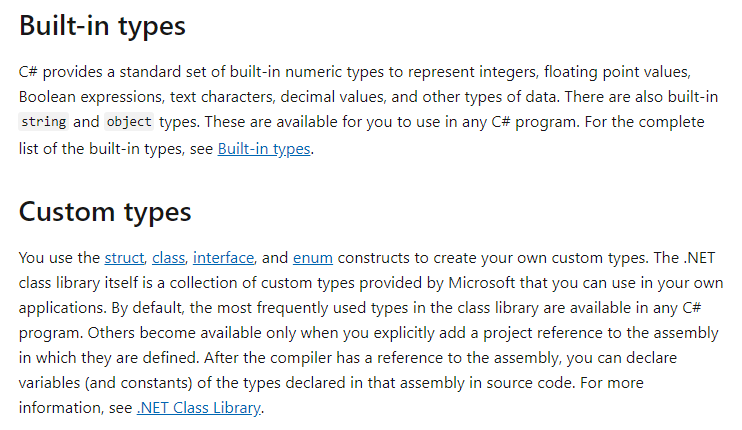 Built-in types
C# provides a standard set of built-in numeric types to represent integers, floating point values,
Boolean expressions, text characters, decimal values, and other types of data. There are also built-in
string and object types. These are available for you to use in any C# program. For the complete
list of the built-in types, see Built-in types.
Custom types
You use the struct, class, interface, and enum constructs to create your own custom types. The .NET
class library itself is a collection of custom types provided by Microsoft that you can use in your own
applications. By default, the most frequently used types in the class library are available in any C#
program. Others become available only when you explicitly add a project reference to the assembly
in which they are defined. After the compiler has a reference to the assembly, you can declare
variables (and constants) of the types declared in that assembly in source code. For more
information, see .NET Class Library.